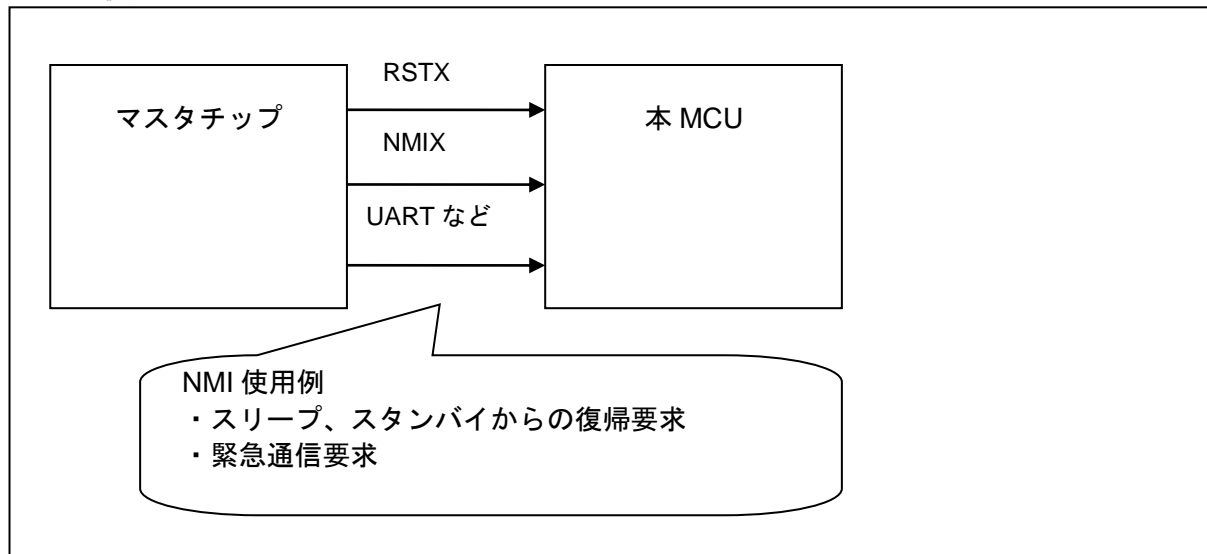 RSTX
マスタチップ
本 MCU
NMIX
UART など
NMI 使用例
・スリープ、スタンバイからの復帰要求
・緊急通信要求